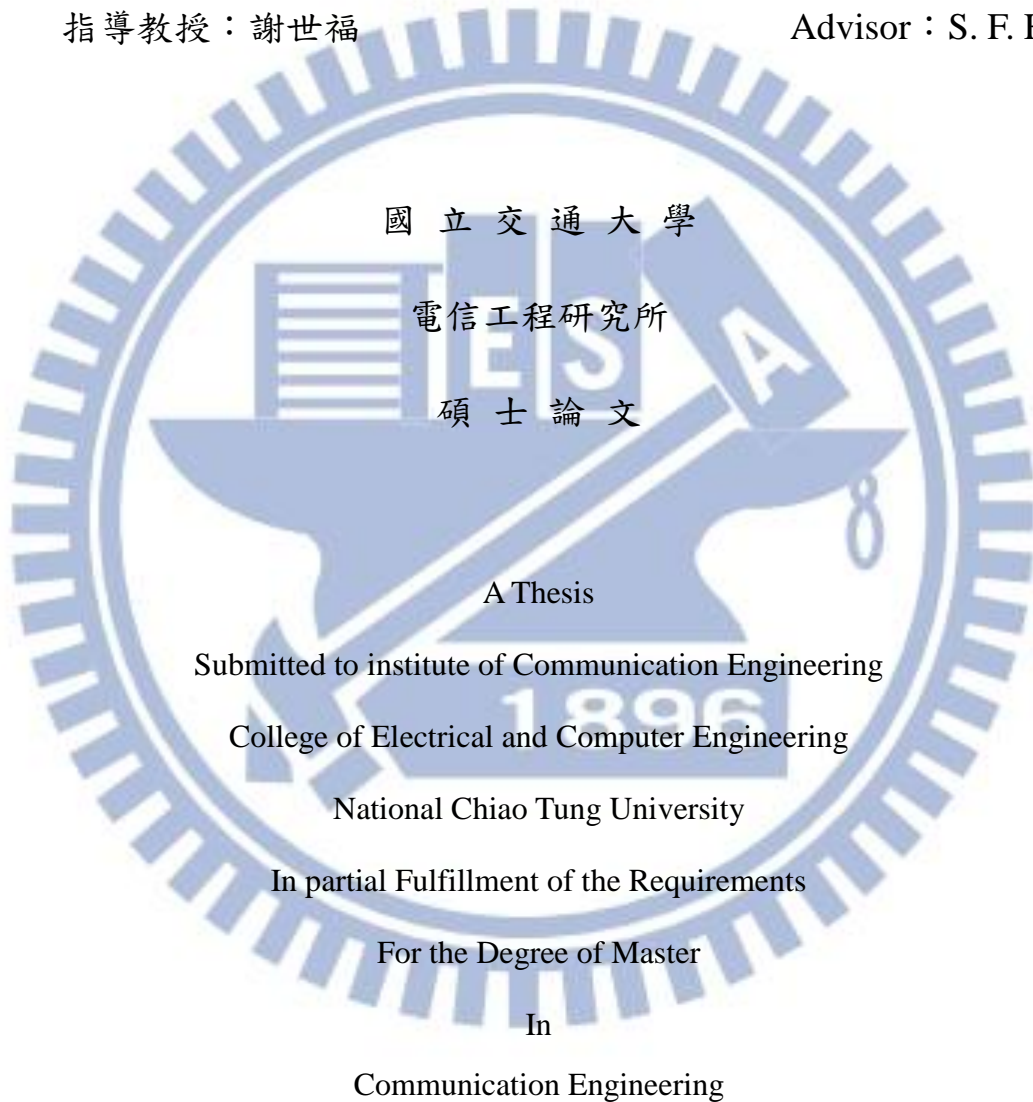 指導教授：謝世福 Advisor：S. F.
國 立 交 通 大 學
電信工程研究所
碩 士 論 文
E S A
A Thesis
Submitted to institute of Communication Engineering
1896
College of Electrical and Computer Engineering
National Chiao Tung University
In partial Fulfillment of the Requirements
For the Degree of Master
In
Communication Engineering